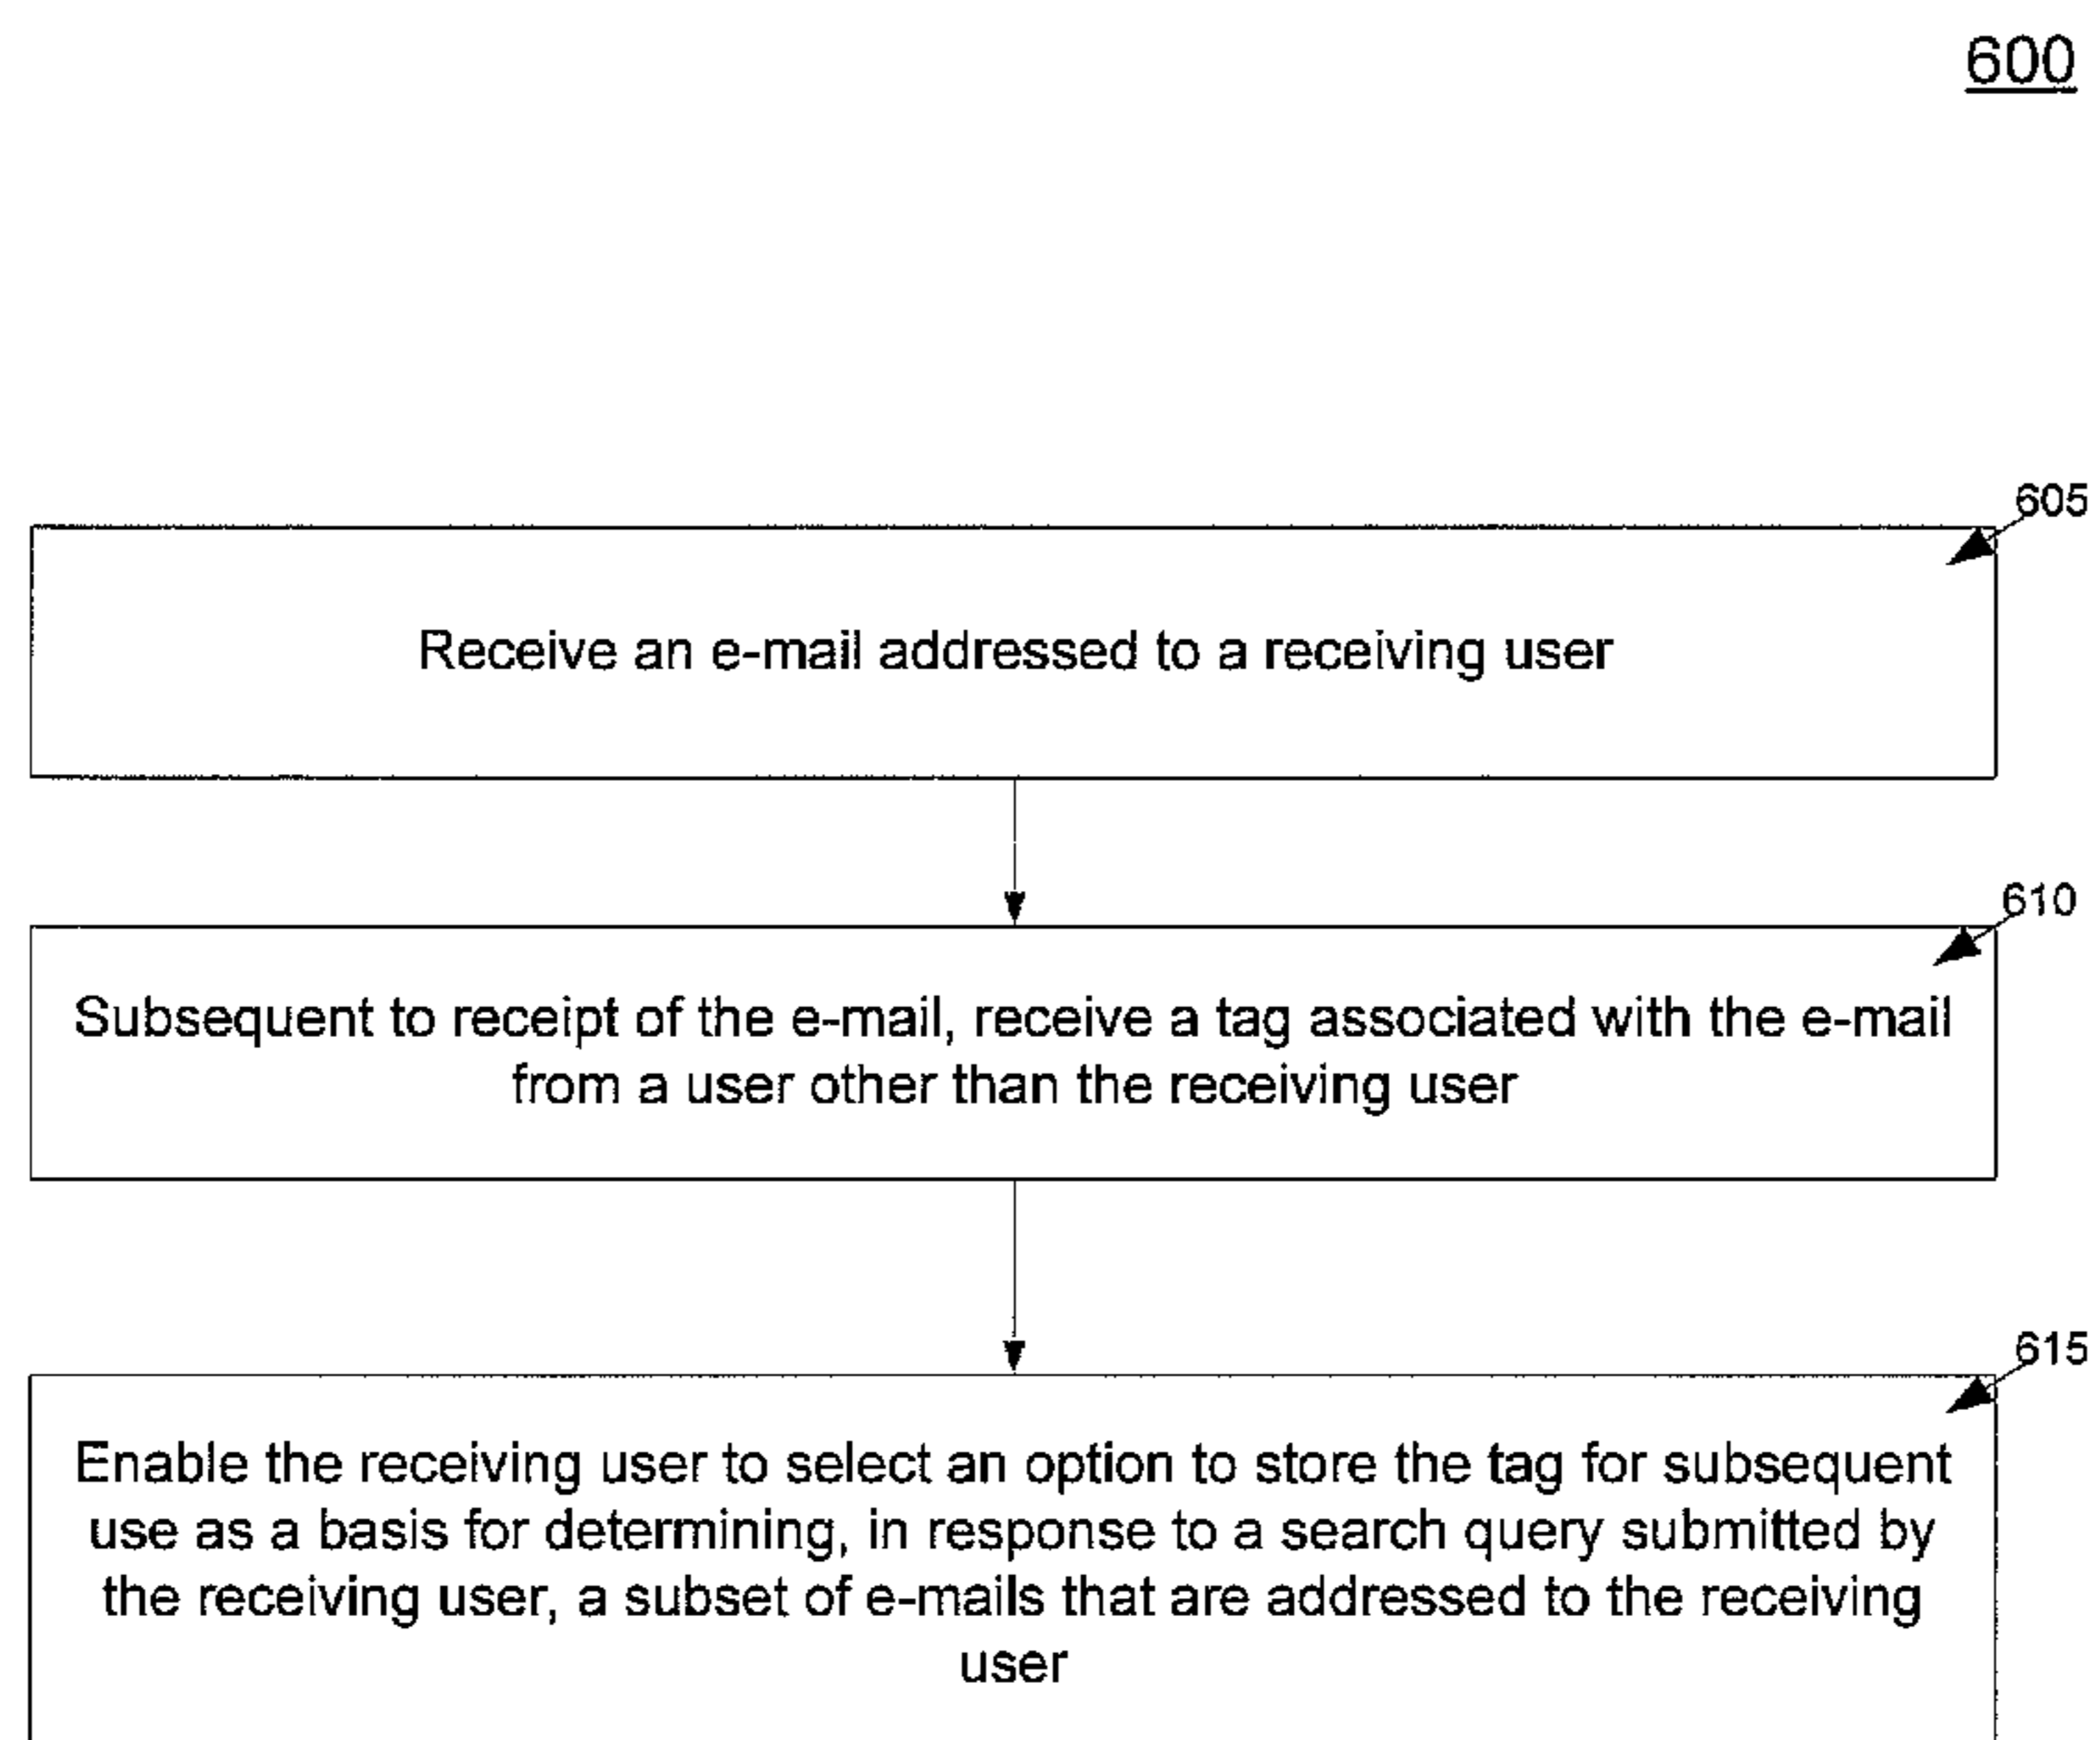 600
605
Receive an e-mail addressed to a receiving user
610
Subsequent to receipt of the e-mail, receive a tag associated with the e-mail
from a user other than the receiving user
615
Enable the receiving user to select an option to store the tag for subsequent
use as a basis for determining, in response to a search query submitted by
the receiving user, a subset of e-mails that are addressed to the receiving
user